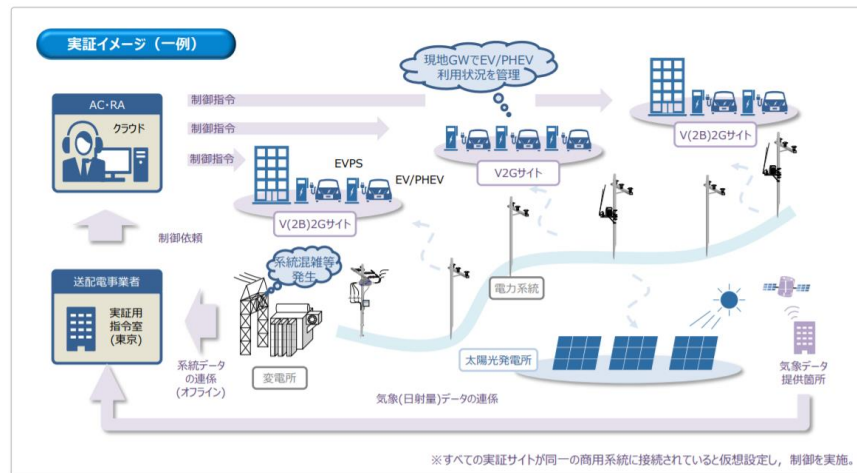 実証イメージ（一例）
現地GWでEV/PHEV
利用状況を管理
AC・RA
クラウド
制御指令
制御指令
制御指令
V(2B)2Gサイト
EVPS
EV/PHEV
V2Gサイト
V(2B)2Gサイト
制御依頼
系統混雑等
発生
送配電事業者
実証用
指令室
(東京)
電力系統
太陽光発電所
変電所
系統データ
の連係
(オフライン)
気象データ
提供箇所
気象(日射量)データの連係
※すべての実証サイトが同一の商用系統に接続されていると仮想設定し，制御を実施。